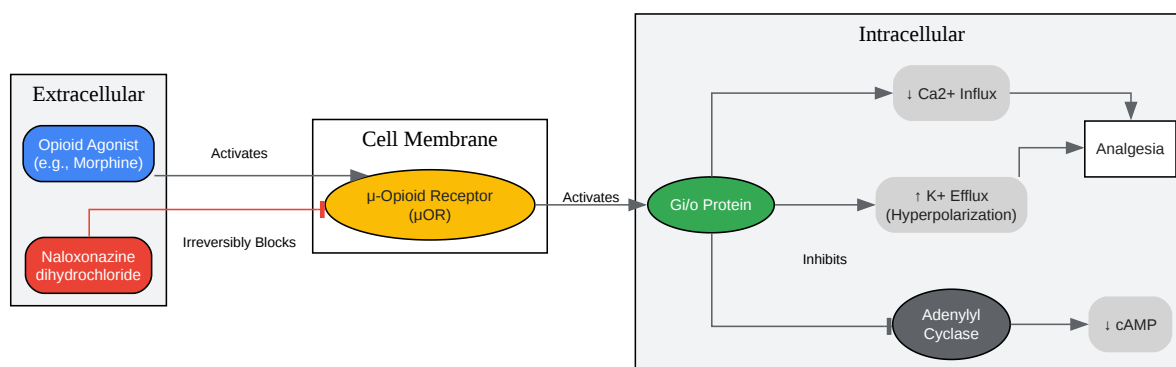 Extracellular
Opioid Agonist
(e.g., Morphine)
Naloxonazine
dihydrochloride
Activates
Irreversibly Blocks
Cell Membrane
μ-Opioid Receptor
(μOR)
Activates
Intracellular
Gi/o Protein
↓ Ca2+ Influx
↑ K+ Efflux
(Hyperpolarization)
Analgesia
Inhibits
Adenylyl
Cyclase
↓ cAMP